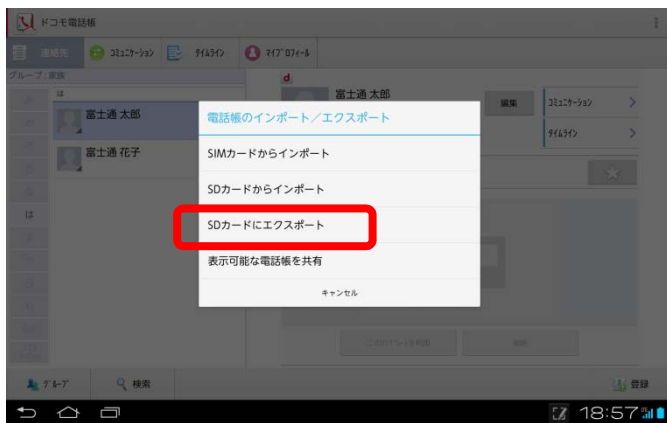 ドコモ電話帳
連絡先
コミュニケーション
タイムライン
マイプロフィール
グループ：家族
は
富士通 太郎
富士通 花子
は
d
富士通 太郎
編集
コミュニケーション
タイムライン
電話帳のインポート／エクスポート
SIMカードからインポート
SDカードからインポート
SDカードにエクスポート
表示可能な電話帳を共有
キャンセル
グループ
検索
登録
18:57